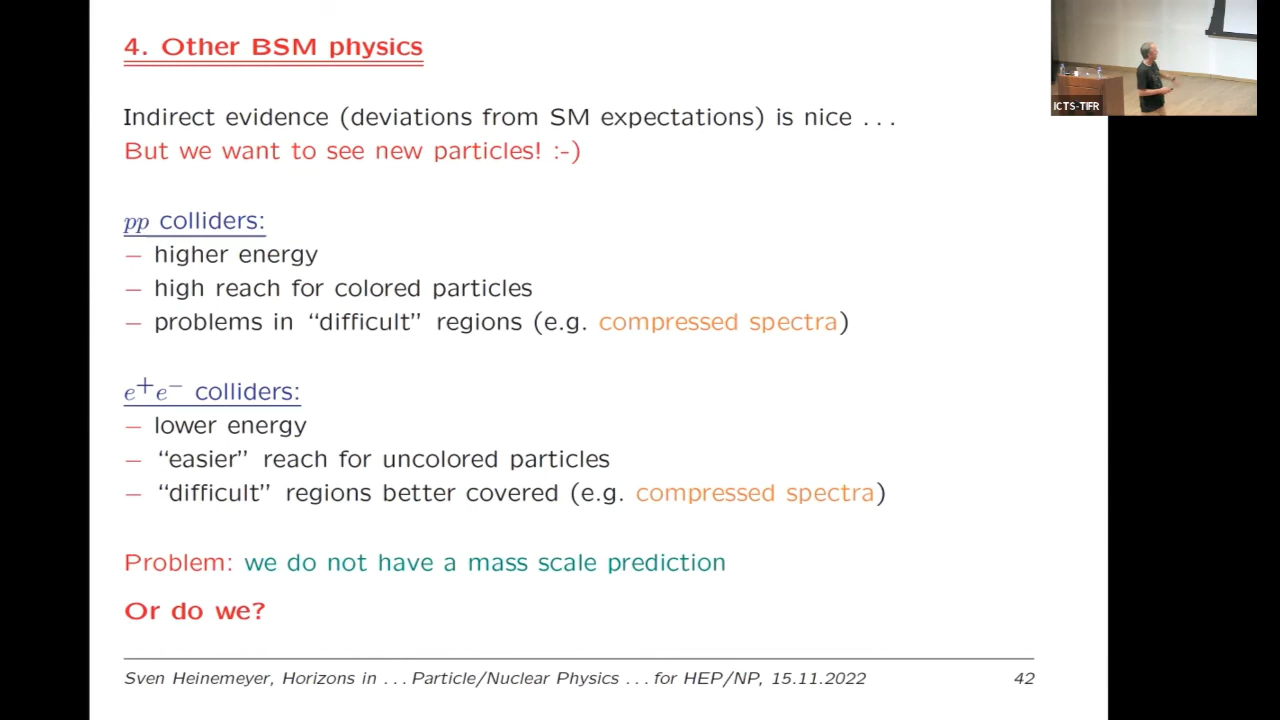 4. Other BSM physics
ICTS-TIFR
Indirect evidence (deviations from SM expectations) is nice ...
But we want to see new particles! :-)
pp colliders:
– higher energy
– high reach for colored particles
– problems in “difficult” regions (e.g. compressed spectra)
e⁺e⁻ colliders:
– lower energy
– “easier” reach for uncolored particles
– “difficult” regions better covered (e.g. compressed spectra)
Problem: we do not have a mass scale prediction
Or do we?
Sven Heinemeyer, Horizons in ... Particle/Nuclear Physics ... for HEP/NP, 15.11.2022 42